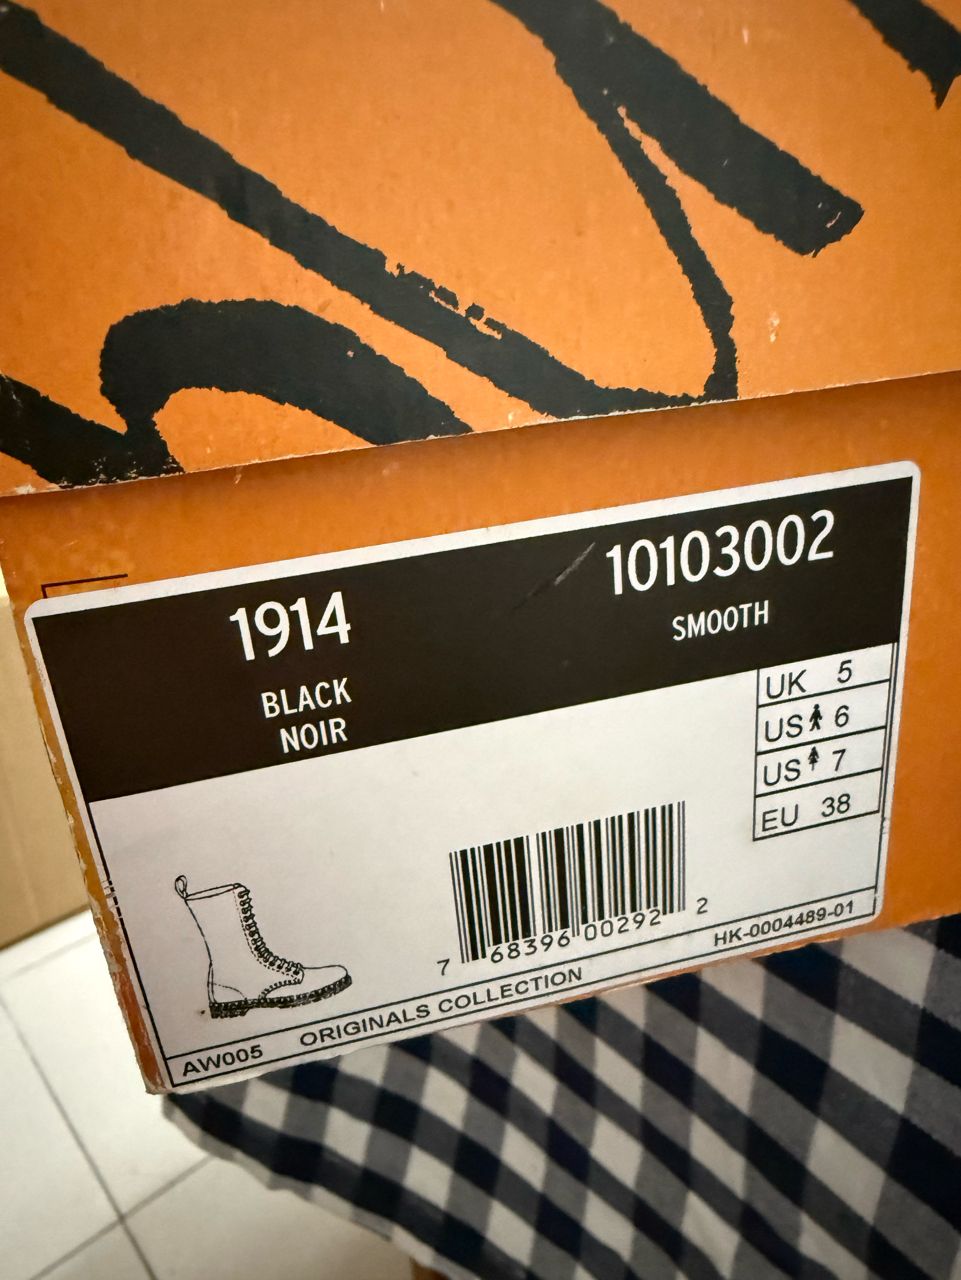 1914
BLACK
NOIR
10103002
SMOOTH
UK 5
US 6
US 7
EU 38
7 68396 00292 2
HK-0004489-01
AW005 ORIGINALS COLLECTION